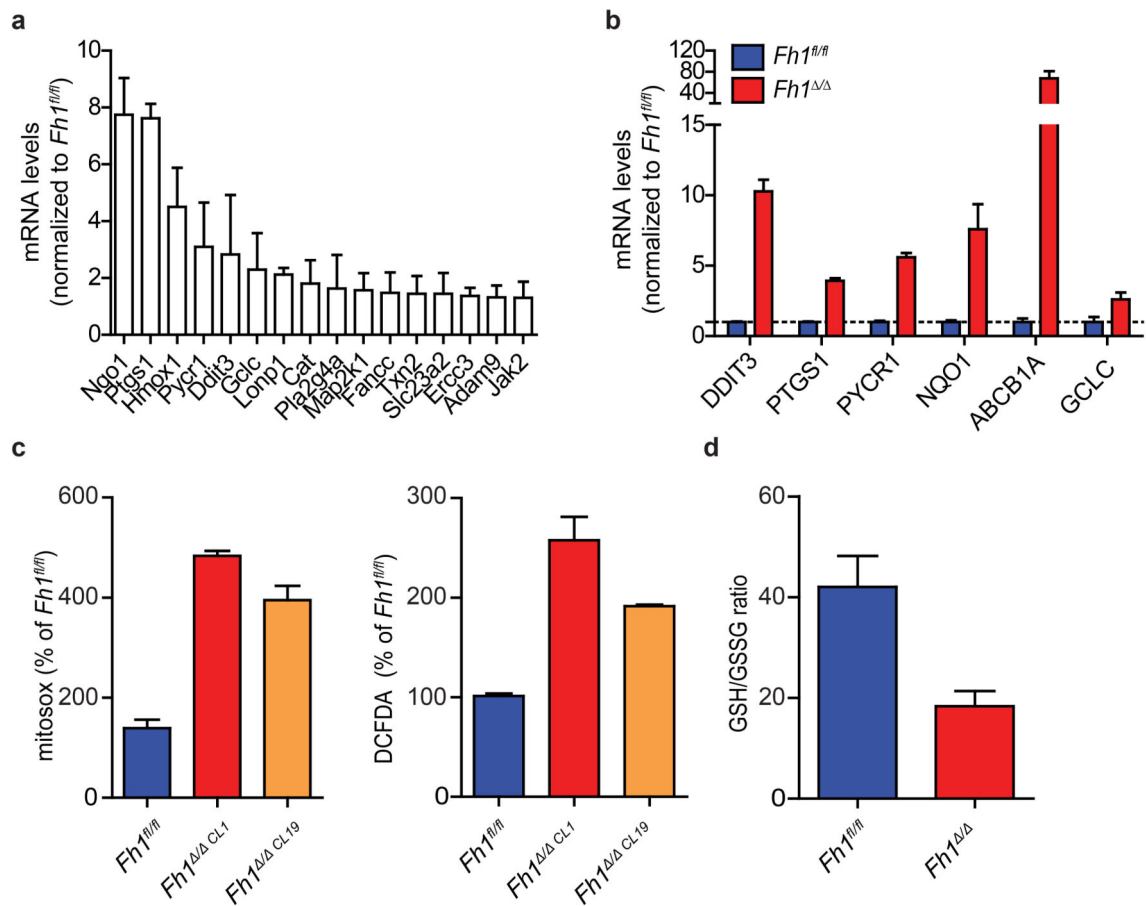 a
mRNA levels
(normalized to Fh1fl/fl)
10
8
6
4
2
0
Nqo1
Ptgs1
Hmox1
Pycr1
Ddit3
Gclc
Lonp1
Cat
Pla2g4a
Map2k1
Fancc
Txn2
Slc23a2
Ercc3
Adam9
Jak2
b
mRNA levels
(normalized to Fh1fl/fl)
120
80
40
15
10
5
0
Fh1fl/fl
Fh1Δ/Δ
DDIT3
PTGS1
PYCR1
NQO1
ABCB1A
GCLC
c
mitosox (% of Fh1fl/fl)
600
400
200
0
Fh1fl/fl
Fh1Δ/Δ CL1
Fh1Δ/Δ CL19
DCFDA (% of Fh1fl/fl)
300
200
100
0
Fh1fl/fl
Fh1Δ/Δ CL1
Fh1Δ/Δ CL19
d
GSH/GSSG ratio
60
40
20
0
Fh1fl/fl
Fh1Δ/Δ